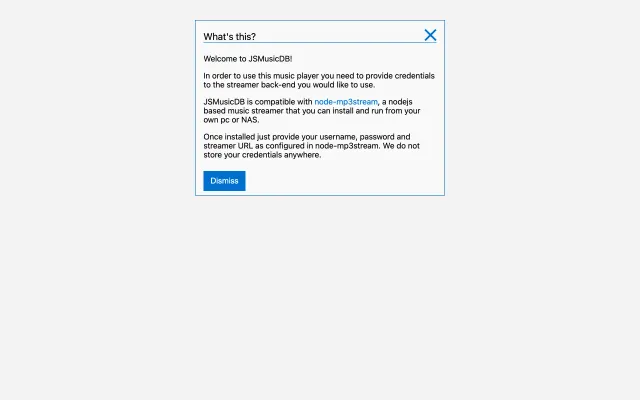 What's this?
Welcome to JSMusicDB!
In order to use this music player you need to provide credentials
to the streamer back-end you would like to use.
JSMusicDB is compatible with node-mp3stream, a nodejs
based music streamer that you can install and run from your
own pc or NAS.
Once installed just provide your username, password and
streamer URL as configured in node-mp3stream. We do not
store your credentials anywhere.
Dismiss